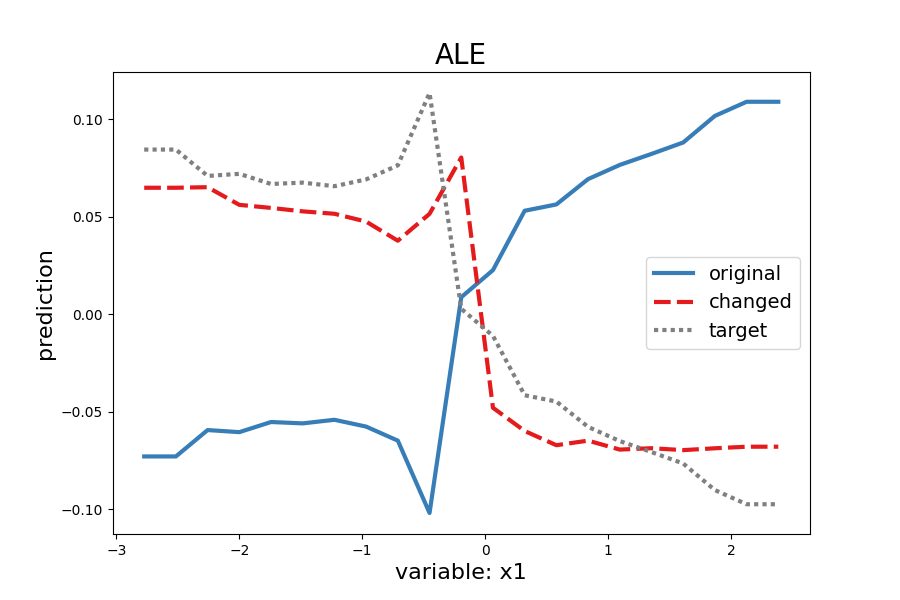 ALE
prediction
0.10
0.05
0.00
−0.05
−0.10
original
changed
target
−3
−2
−1
0
1
2
variable: x1